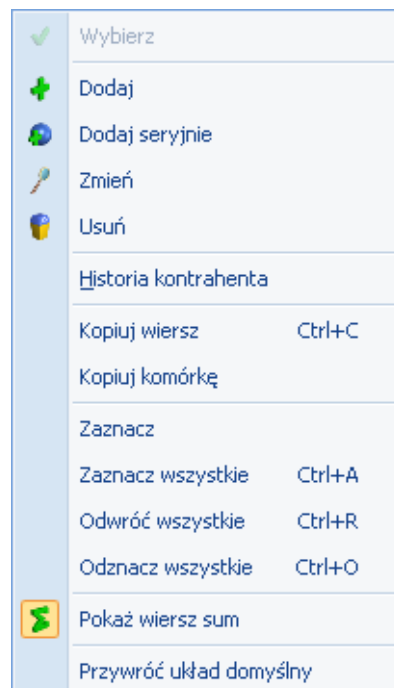 Wybierz
Dodaj
Dodaj seryjnie
Zmień
Usuń
Historia kontrahenta
Kopiuj wiersz Ctrl+C
Kopiuj komórkę
Zaznacz
Zaznacz wszystkie Ctrl+A
Odwróć wszystkie Ctrl+R
Odznacz wszystkie Ctrl+O
Pokaż wiersz sum
Przywróć układ domyślny